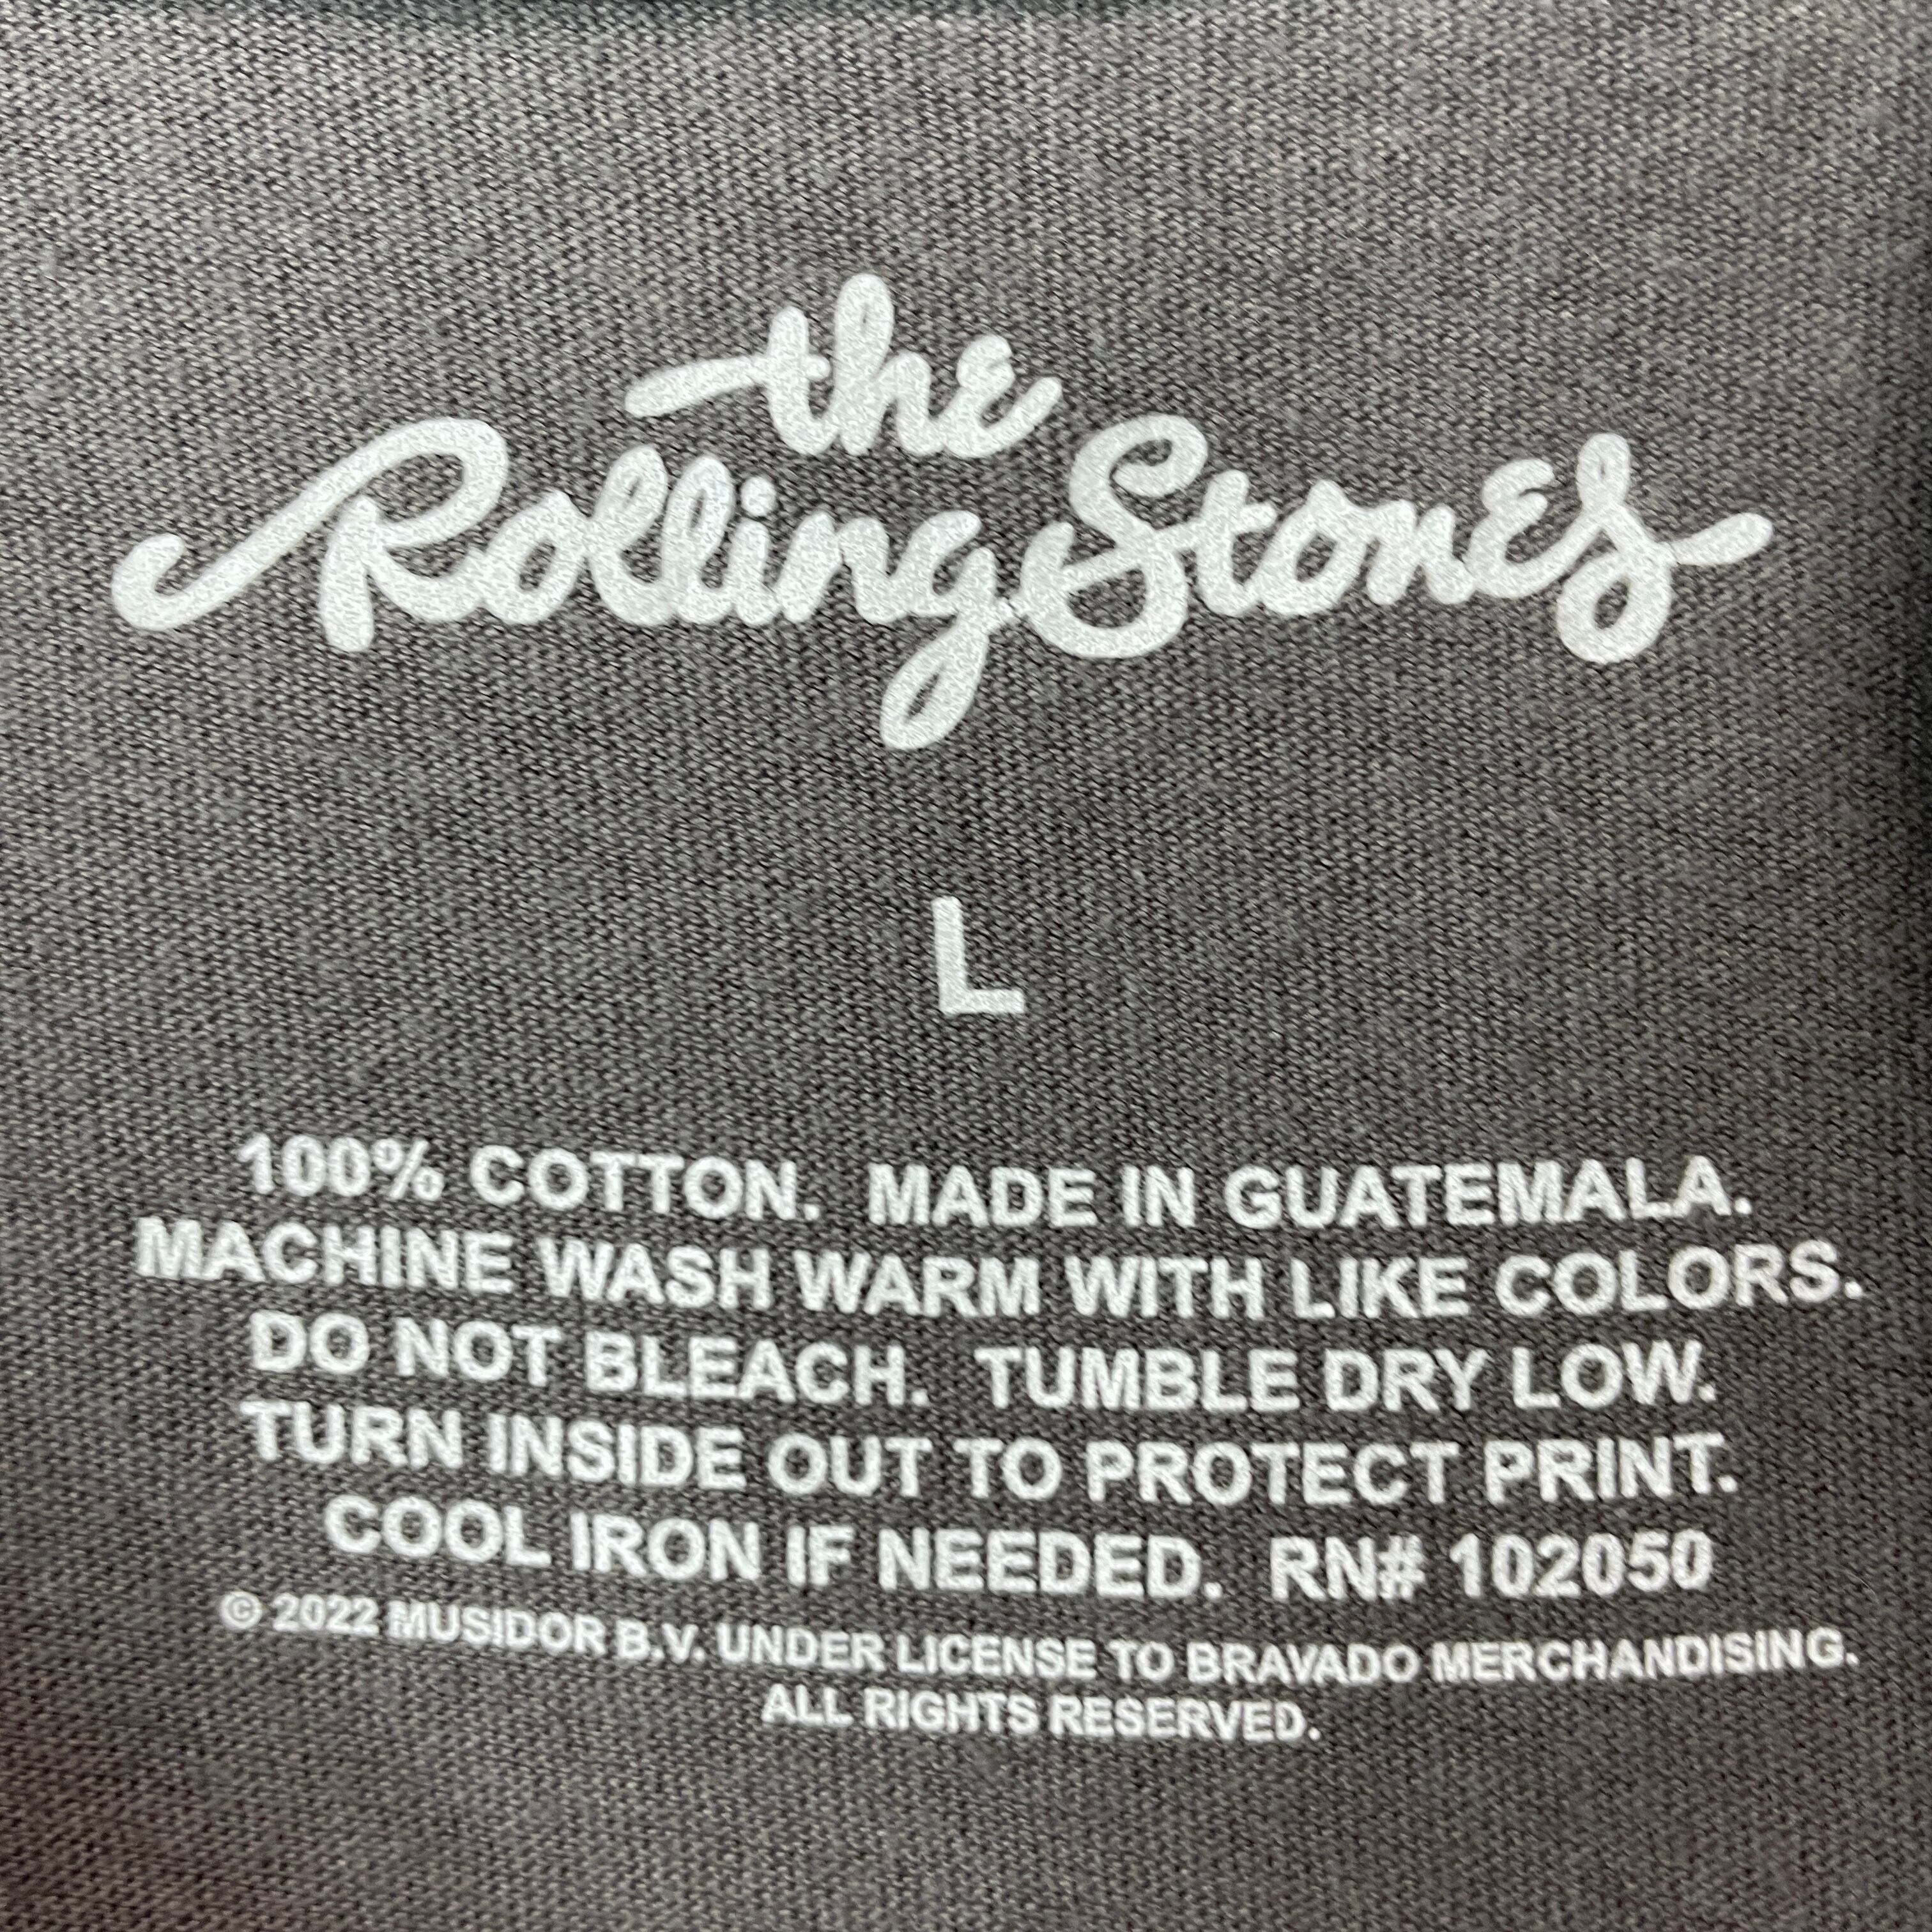 the
Rolling Stones
L
100% COTTON. MADE IN GUATEMALA.
MACHINE WASH WARM WITH LIKE COLORS.
DO NOT BLEACH. TUMBLE DRY LOW.
TURN INSIDE OUT TO PROTECT PRINT.
COOL IRON IF NEEDED. RN# 102050
© 2022 MUSIDOR B.V. UNDER LICENSE TO BRAVADO MERCHANDISING.
ALL RIGHTS RESERVED.